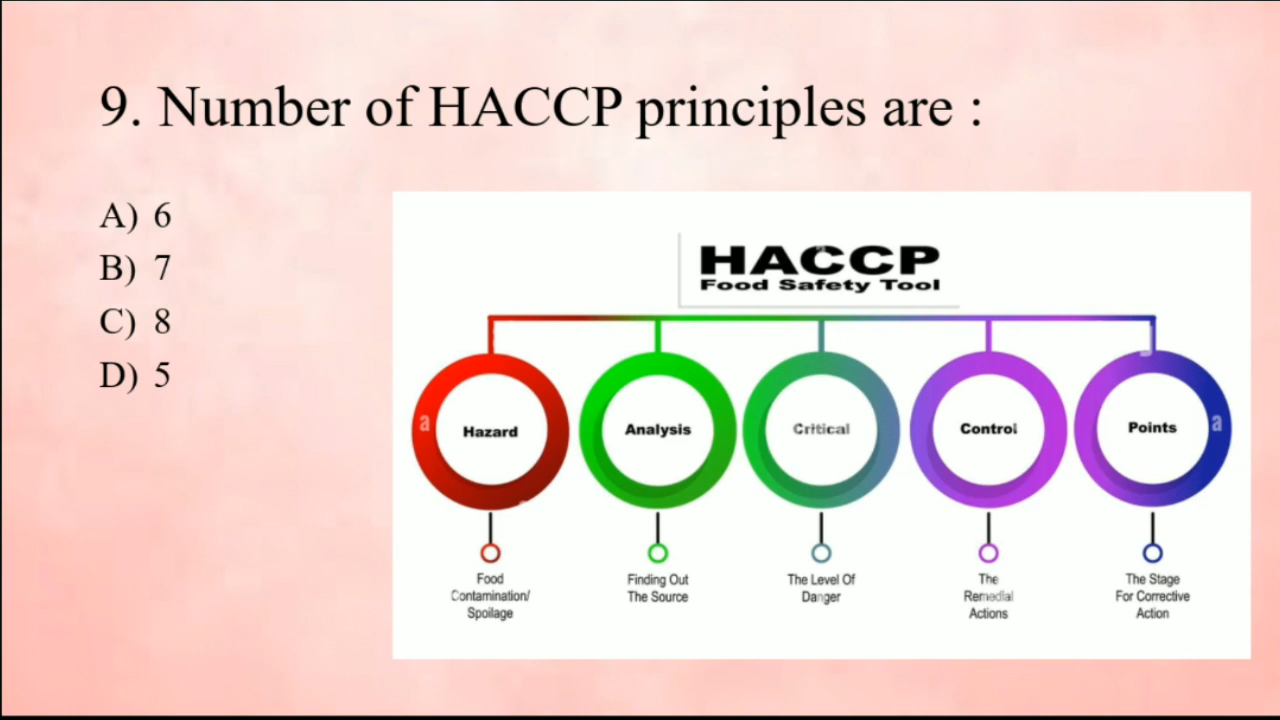 9. Number of HACCP principles are :
A) 6
B) 7
C) 8
D) 5
HACCP
Food Safety Tool
Hazard
Analysis
Critical
Control
Points
Food
Contamination/
Spoilage
Finding Out
The Source
The Level Of
Danger
The
Remedial
Actions
The Stage
For Corrective
Action
a
a